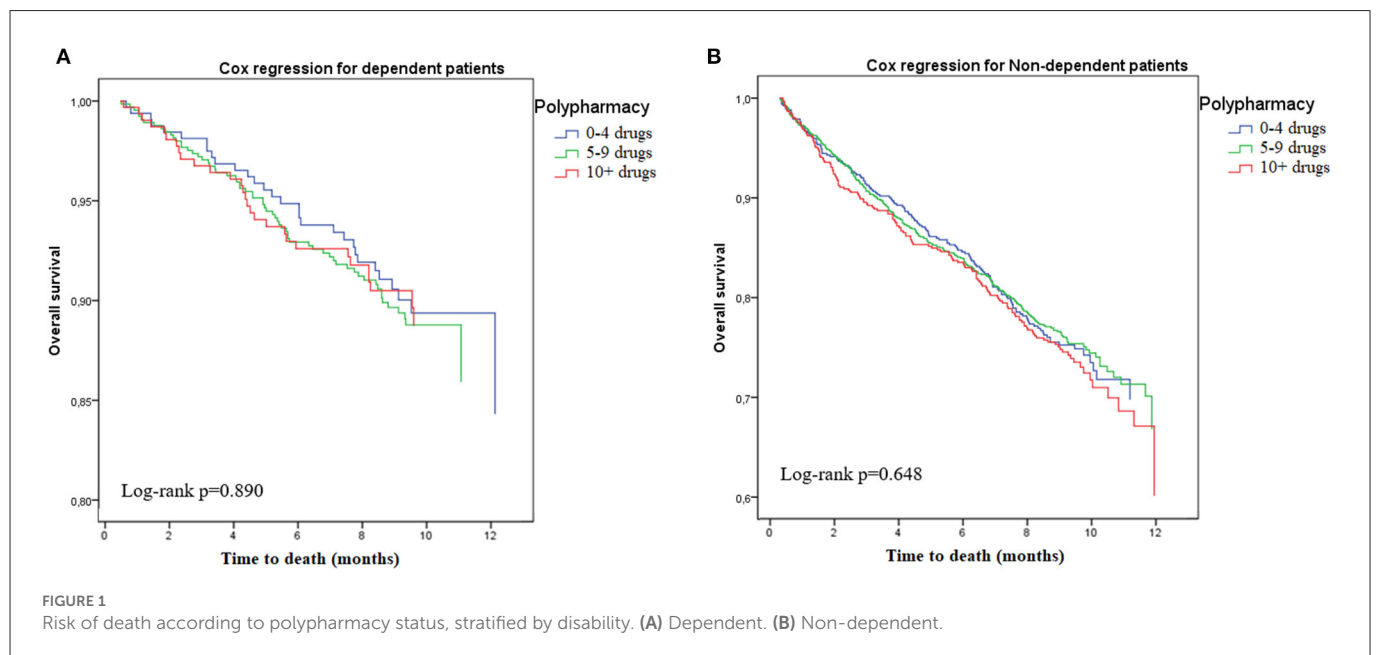 A
Cox regression for dependent patients
Polypharmacy
0-4 drugs
5-9 drugs
10+ drugs
1,00
0,95
0,90
0,85
0,80
Overall survival
Log-rank p=0.890
0 2 4 6 8 10 12
Time to death (months)
B
Cox regression for Non-dependent patients
Polypharmacy
0-4 drugs
5-9 drugs
10+ drugs
1,0
0,9
0,8
0,7
0,6
Overall survival
Log-rank p=0.648
0 2 4 6 8 10 12
Time to death (months)
FIGURE 1
Risk of death according to polypharmacy status, stratified by disability. (A) Dependent. (B) Non-dependent.